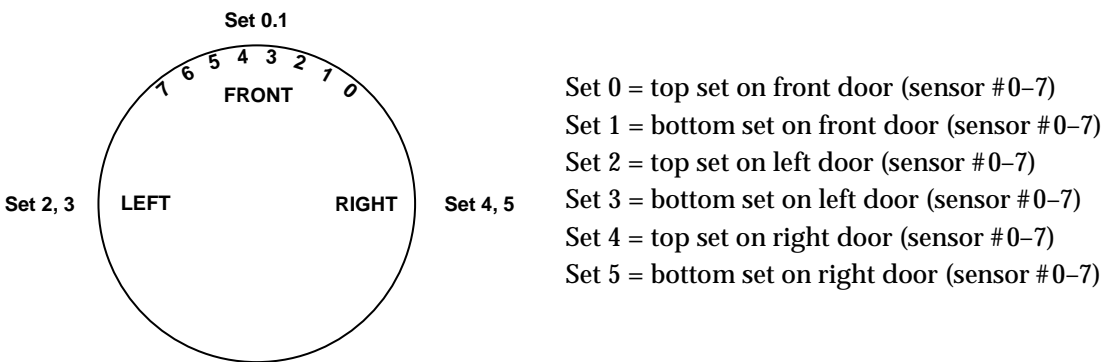 Set 0.1
7 6 5 4 3 2 1 0
FRONT
Set 2, 3
LEFT
RIGHT
Set 4, 5
Set 0 = top set on front door (sensor #0–7)
Set 1 = bottom set on front door (sensor #0–7)
Set 2 = top set on left door (sensor #0–7)
Set 3 = bottom set on left door (sensor #0–7)
Set 4 = top set on right door (sensor #0–7)
Set 5 = bottom set on right door (sensor #0–7)